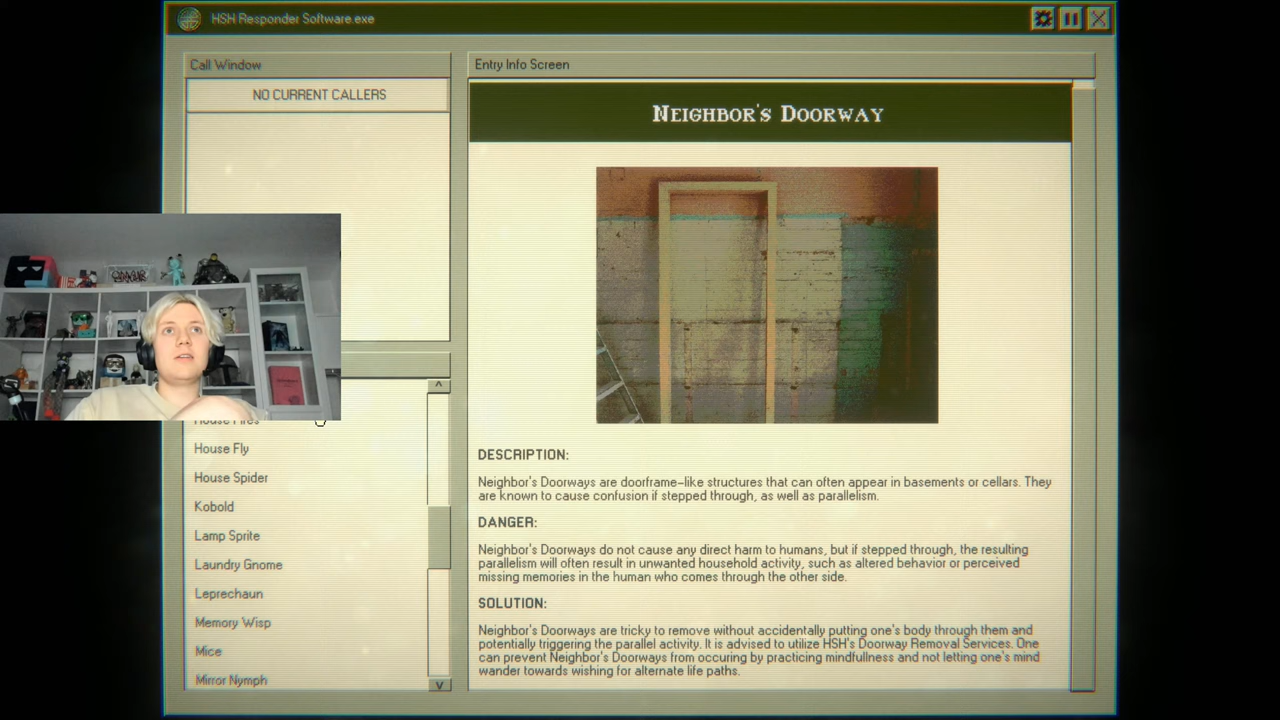 HSH Responder Software.exe
Call Window
NO CURRENT CALLERS
Entry Info Screen
NEIGHBOR'S DOORWAY
DESCRIPTION:
Neighbor's Doorways are doorframe-like structures that can often appear in basements or cellars. They
are known to cause confusion if stepped through, as well as parallelism.
DANGER:
Neighbor's Doorways do not cause any direct harm to humans, but if stepped through, the resulting
parallelism will often result in unwanted household activity, such as altered behavior or perceived
missing memories in the human who comes through the other side.
SOLUTION:
Neighbor's Doorways are tricky to remove without accidentally putting one's body through them and
potentially triggering the parallel activity. It is advised to utilize HSH's Doorway Removal Services. One
can prevent Neighbor's Doorways from occuring by practicing mindfullness and not letting one's mind
wander towards wishing for alternate life paths.
House Fires
House Fly
House Spider
Kobold
Lamp Sprite
Laundry Gnome
Leprechaun
Memory Wisp
Mice
Mirror Nymph